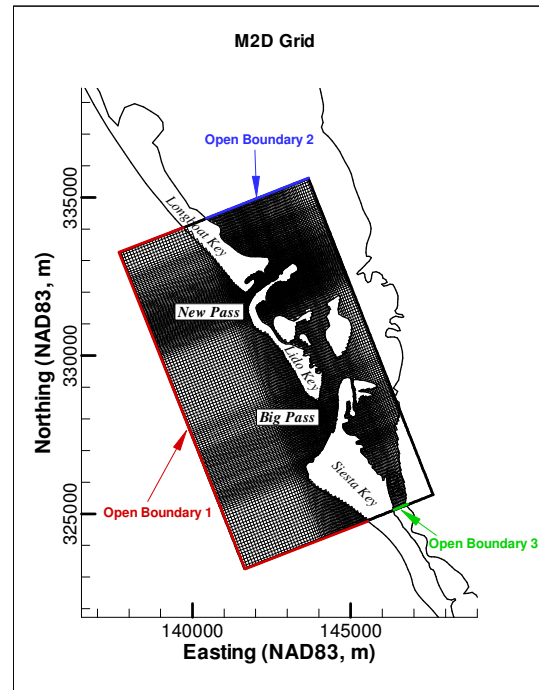 M2D Grid
Open Boundary 2
335000
Longboat Key
New Pass
330000
Lido Key
Northing (NAD83, m)
Big Pass
Siesta Key
Open Boundary 1
325000
Open Boundary 3
140000
145000
Easting (NAD83, m)